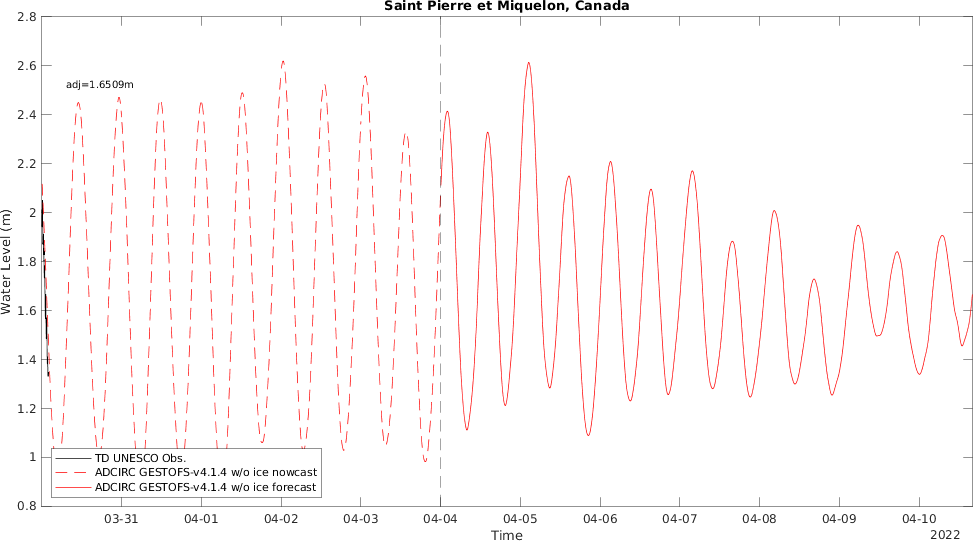 Saint Pierre et Miquelon, Canada
2.8
2.6
adj=1.6509m
2.4
2.2
2
Water Level (m)
1.8
1.6
1.4
1.2
1
0.8
TD UNESCO Obs.
ADCIRC GESTOFS-v4.1.4 w/o ice nowcast
ADCIRC GESTOFS-v4.1.4 w/o ice forecast
03-31 04-01 04-02 04-03 04-04 04-05 04-06 04-07 04-08 04-09 04-10
Time
2022